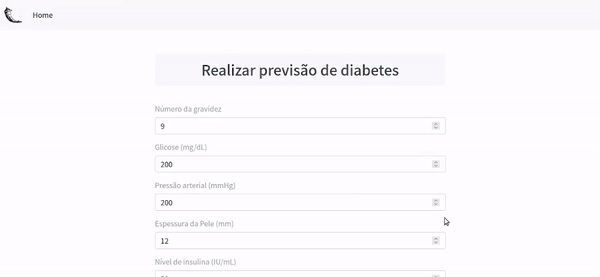 Home
Realizar previsão de diabetes
Número da gravidez
9
Glicose (mg/dL)
200
Pressão arterial (mmHg)
200
Espessura da Pele (mm)
12
Nível de insulina (IU/mL)